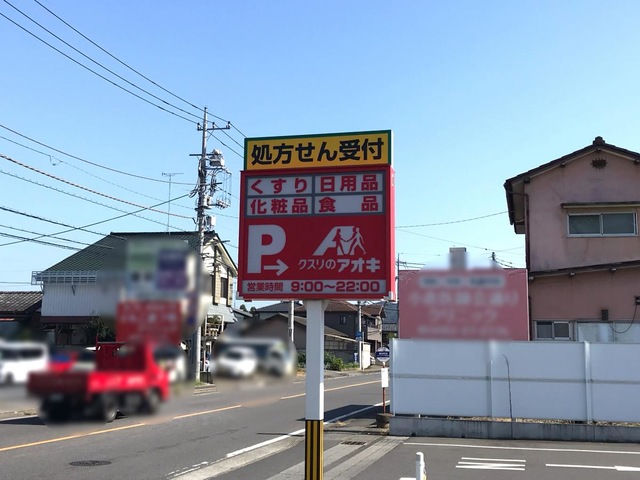 処方せん受付
くすり 日用品
化粧品 食品
P→ クスリのアオキ
営業時間 9:00～22:00